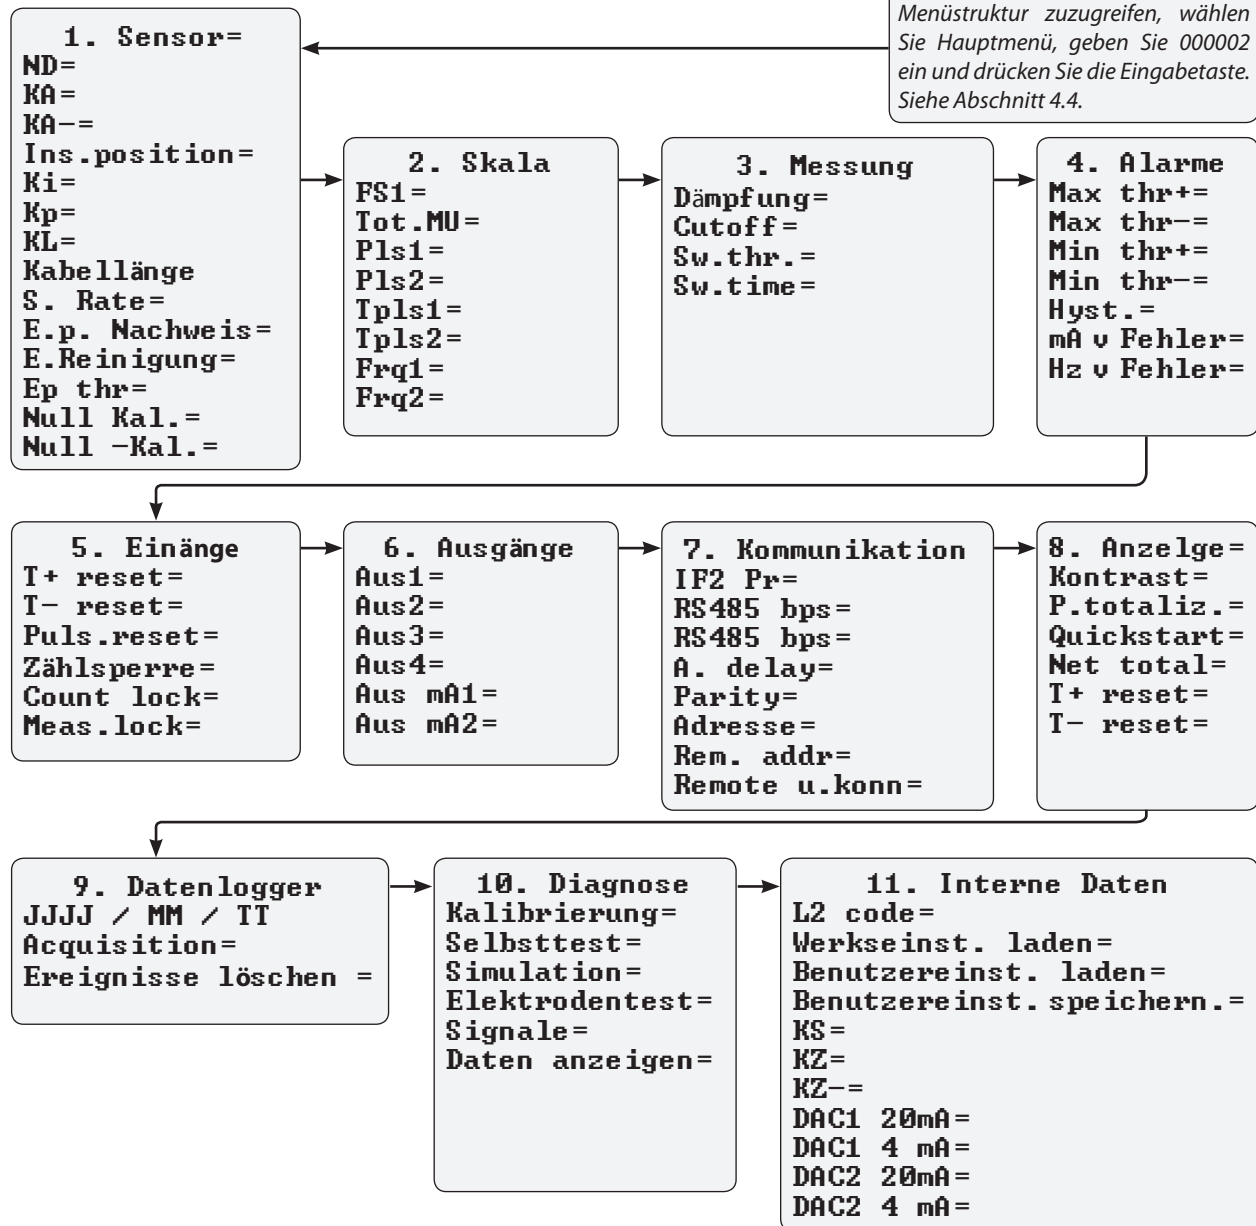 Menüstruktur zuzugreifen, wählen
Sie Hauptmenü, geben Sie 000002
ein und drücken Sie die Eingabetaste.
Siehe Abschnitt 4.4.
1. Sensor=
ND=
KA=
KA-=
Ins.position=
Ki=
Kp=
KL=
Kabellänge
S. Rate=
E.p. Nachweis=
E.Reinigung=
Ep thr=
Null Kal.=
Null -Kal.=
2. Skala
FS1=
Tot.MU=
Pls1=
Pls2=
Tpls1=
Tpls2=
Frq1=
Frq2=
3. Messung
Dämpfung=
Cutoff=
Sw.thr.=
Sw.time=
4. Alarme
Max thr+=
Max thr-=
Min thr+=
Min thr-=
Hyst.=
mA v Fehler=
Hz v Fehler=
5. Einänge
T+ reset=
T- reset=
Puls.reset=
Zählsperre=
Count lock=
Meas.lock=
6. Ausgänge
Aus1=
Aus2=
Aus3=
Aus4=
Aus mA1=
Aus mA2=
7. Kommunikation
IF2 Pr=
RS485 bps=
RS485 bps=
A. delay=
Parity=
Adresse=
Rem. addr=
Remote u.konn=
8. Anzelge=
Kontrast=
P.totaliz.=
Quickstart=
Net total=
T+ reset=
T- reset=
9. Datenlogger
JJJJ / MM / TT
Acquisition=
Ereignisse löschen =
10. Diagnose
Kalibrierung=
Selbsttest=
Simulation=
Elektrodentest=
Signale=
Daten anzeigen=
11. Interne Daten
L2 code=
Werkseinst. laden=
Benutzereinst. laden=
Benutzereinst.speichern.=
KS=
KZ=
KZ-=
DAC1 20mA=
DAC1 4 mA=
DAC2 20mA=
DAC2 4 mA=